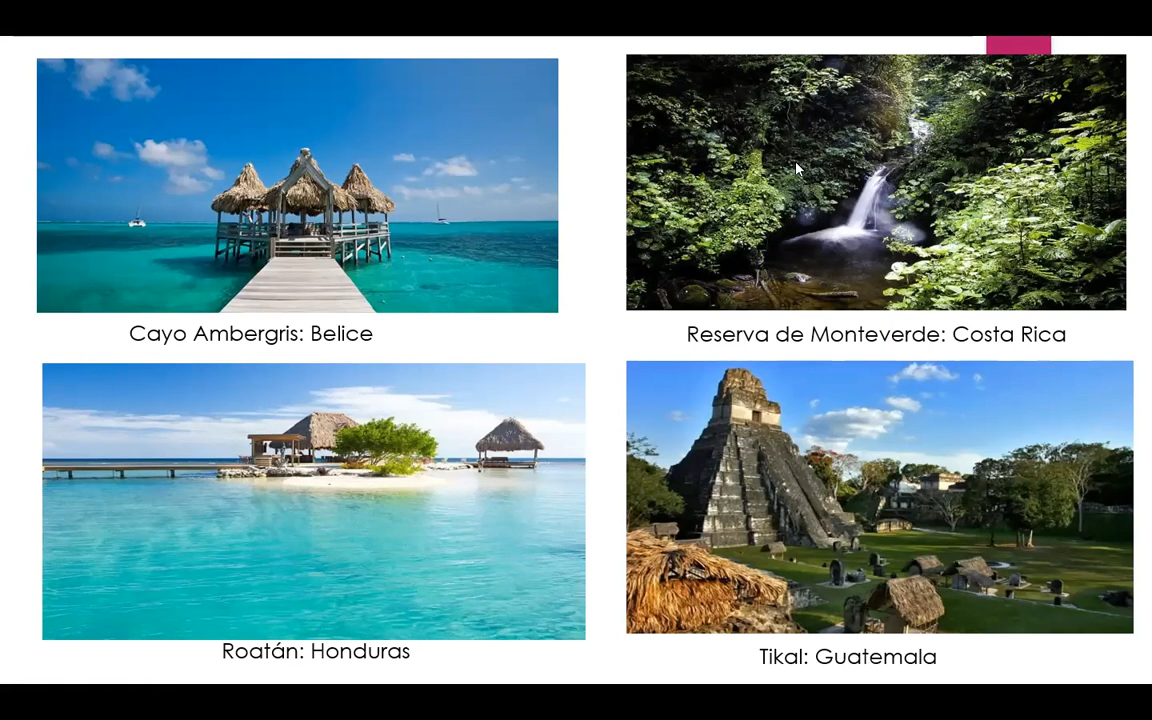 Cayo Ambergris: Belice
Reserva de Monteverde: Costa Rica
Roatán: Honduras
Tikal: Guatemala